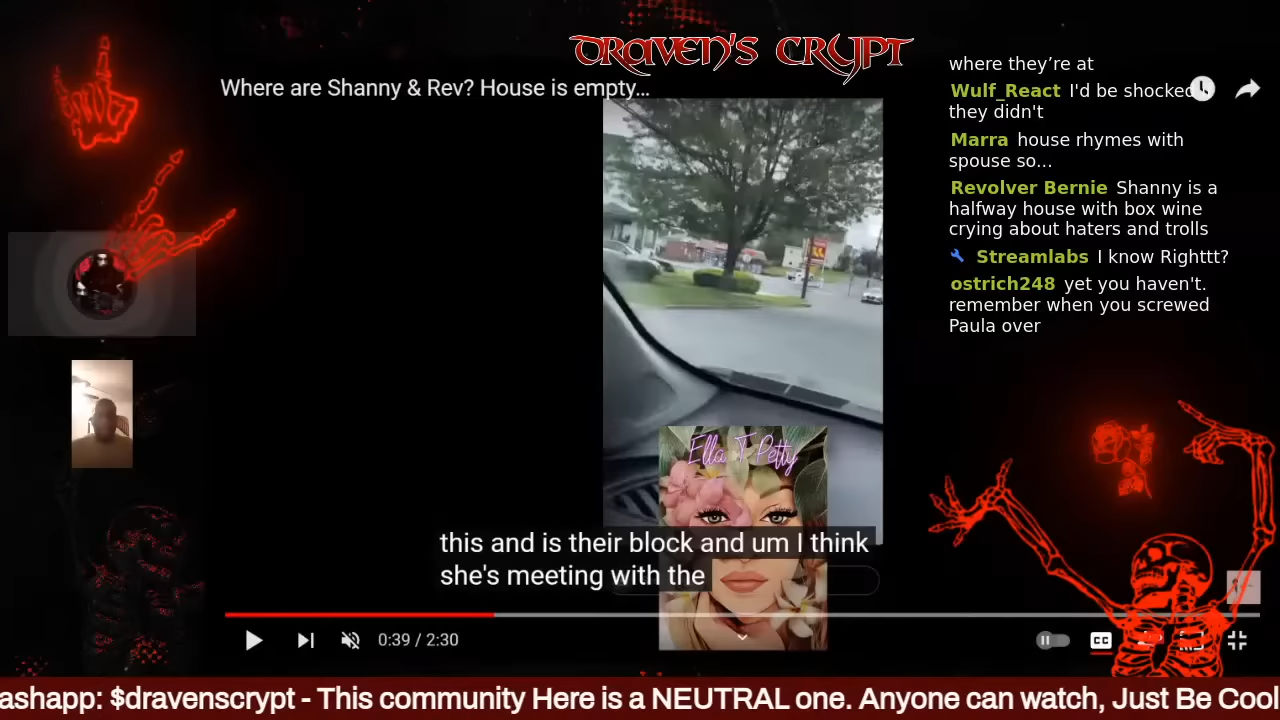 DRAVEN'S CRYPT
Where are Shanny & Rev? House is empty...
where they're at
Wulf_React I'd be shocked
they didn't
Marra house rhymes with
spouse so...
Revolver Bernie Shanny is a
halfway house with box wine
crying about haters and trolls
Streamlabs I know Righttt?
ostrich248 yet you haven't.
remember when you screwed
Paula over
Ella T Petty
this and is their block and um I think
she's meeting with the
0:39 / 2:30
CC
ashapp: $dravenscrypt - This community Here is a NEUTRAL one. Anyone can watch, Just Be Cool